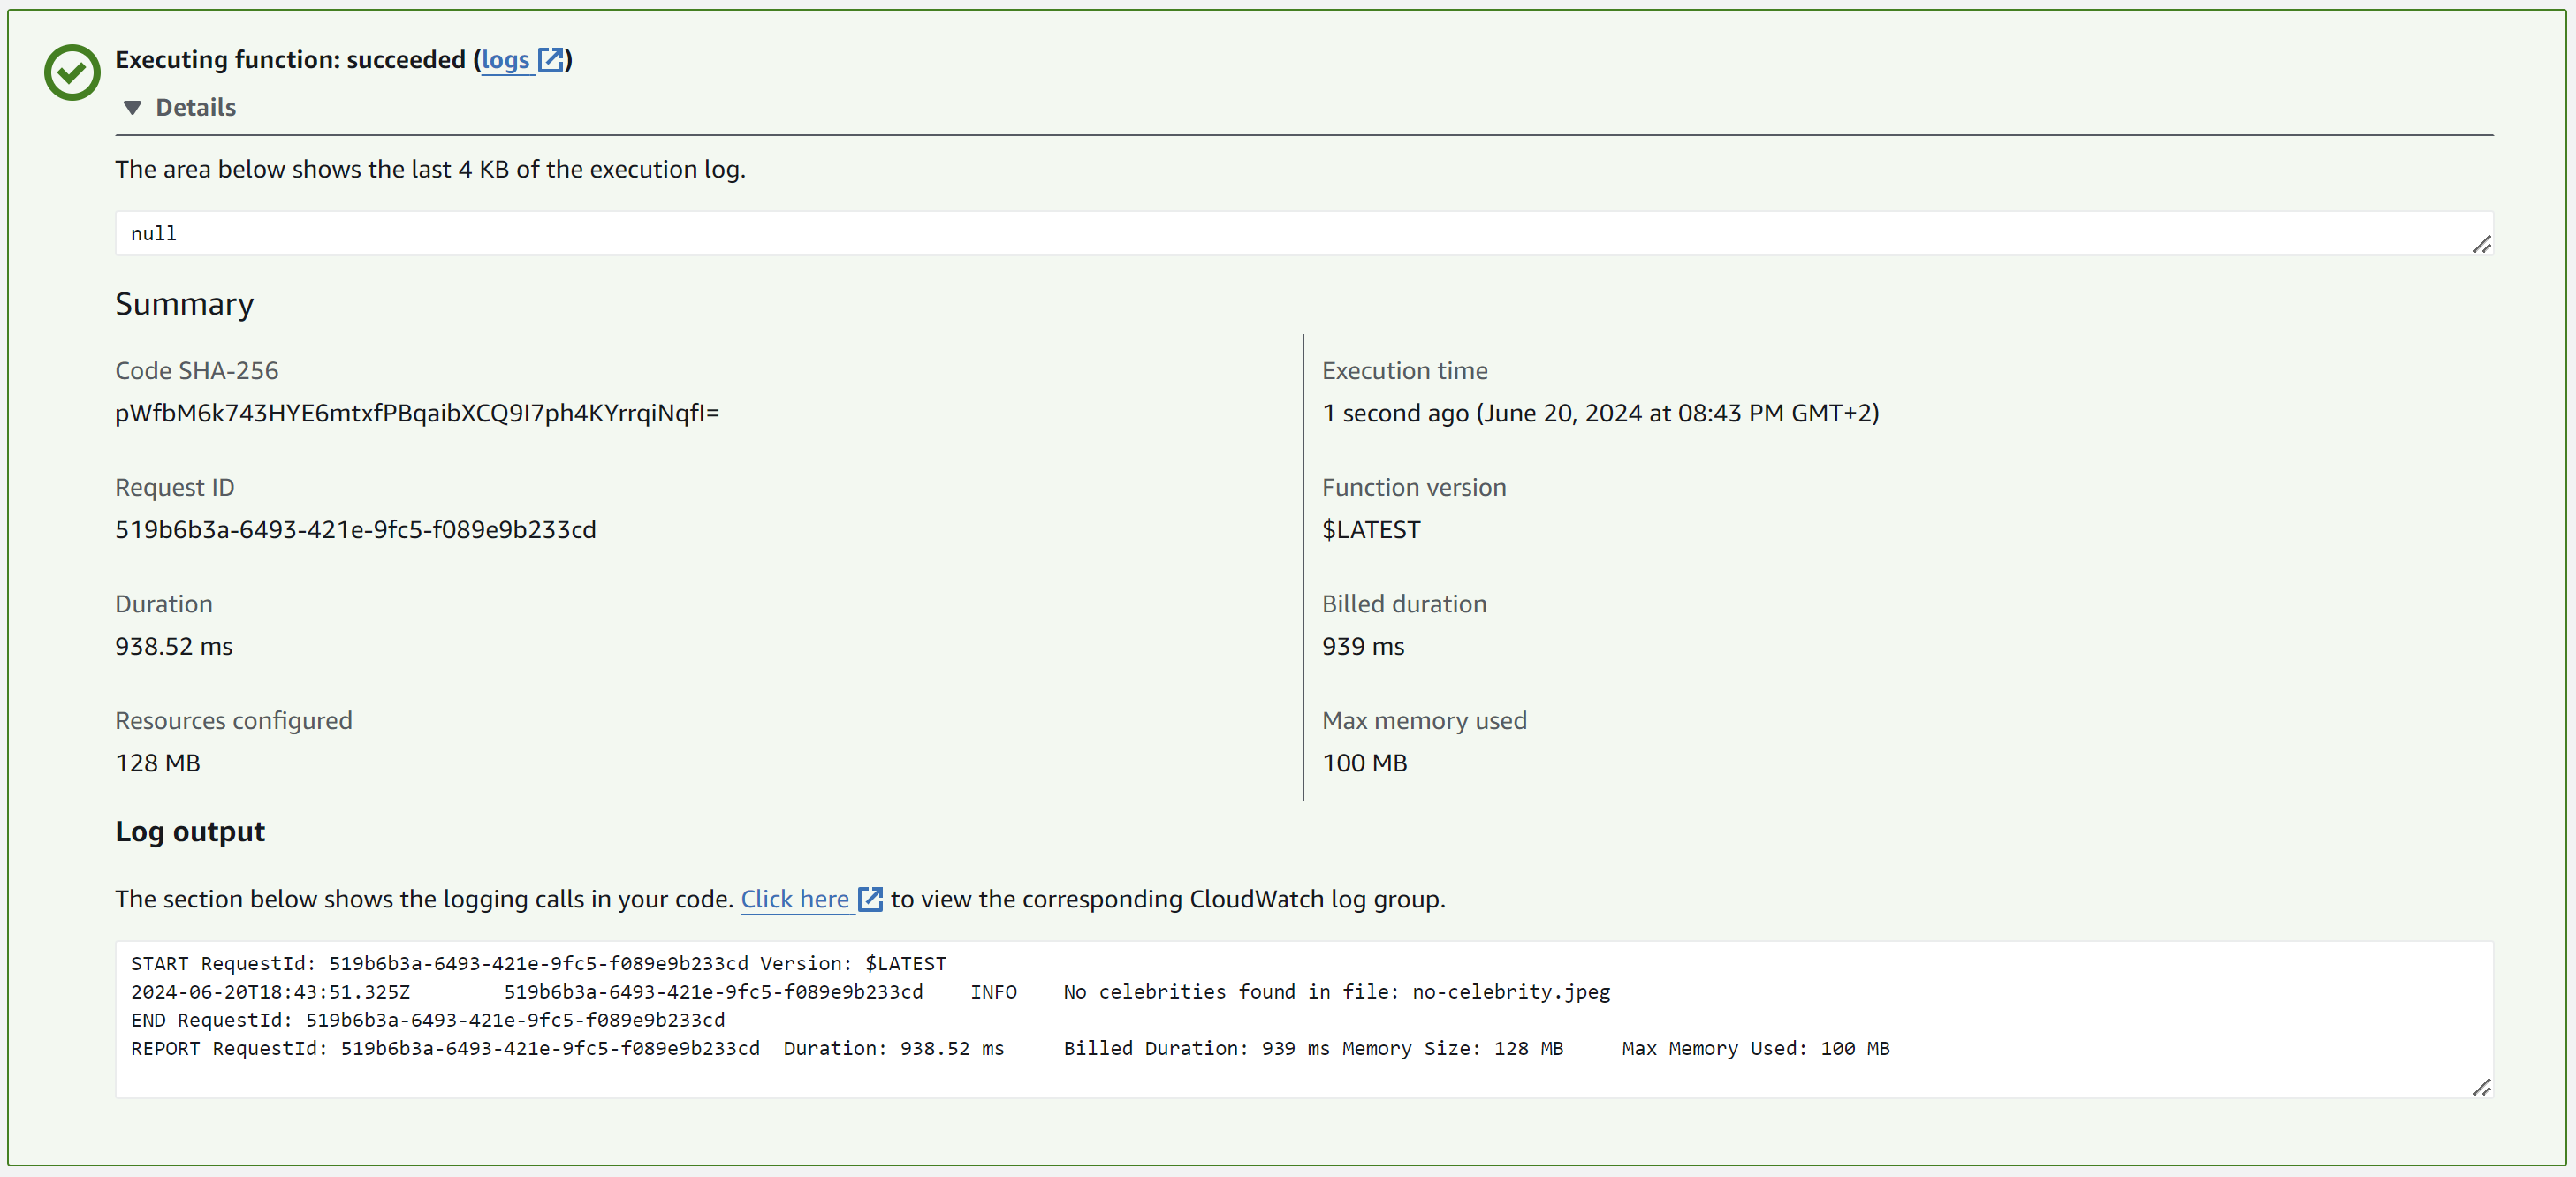 Executing function: succeeded (logs)
Details
The area below shows the last 4 KB of the execution log.
null
Summary
Code SHA-256
pWfbM6k743HYE6mtxfPBqaibXCQ9I7ph4KYrrqiNqfI=
Execution time
1 second ago (June 20, 2024 at 08:43 PM GMT+2)
Request ID
519b6b3a-6493-421e-9fc5-f089e9b233cd
Function version
$LATEST
Duration
938.52 ms
Billed duration
939 ms
Resources configured
128 MB
Max memory used
100 MB
Log output
The section below shows the logging calls in your code. Click here to view the corresponding CloudWatch log group.
START RequestId: 519b6b3a-6493-421e-9fc5-f089e9b233cd Version: $LATEST
2024-06-20T18:43:51.325Z 519b6b3a-6493-421e-9fc5-f089e9b233cd INFO No celebrities found in file: no-celebrity.jpeg
END RequestId: 519b6b3a-6493-421e-9fc5-f089e9b233cd
REPORT RequestId: 519b6b3a-6493-421e-9fc5-f089e9b233cd Duration: 938.52 ms Billed Duration: 939 ms Memory Size: 128 MB Max Memory Used: 100 MB